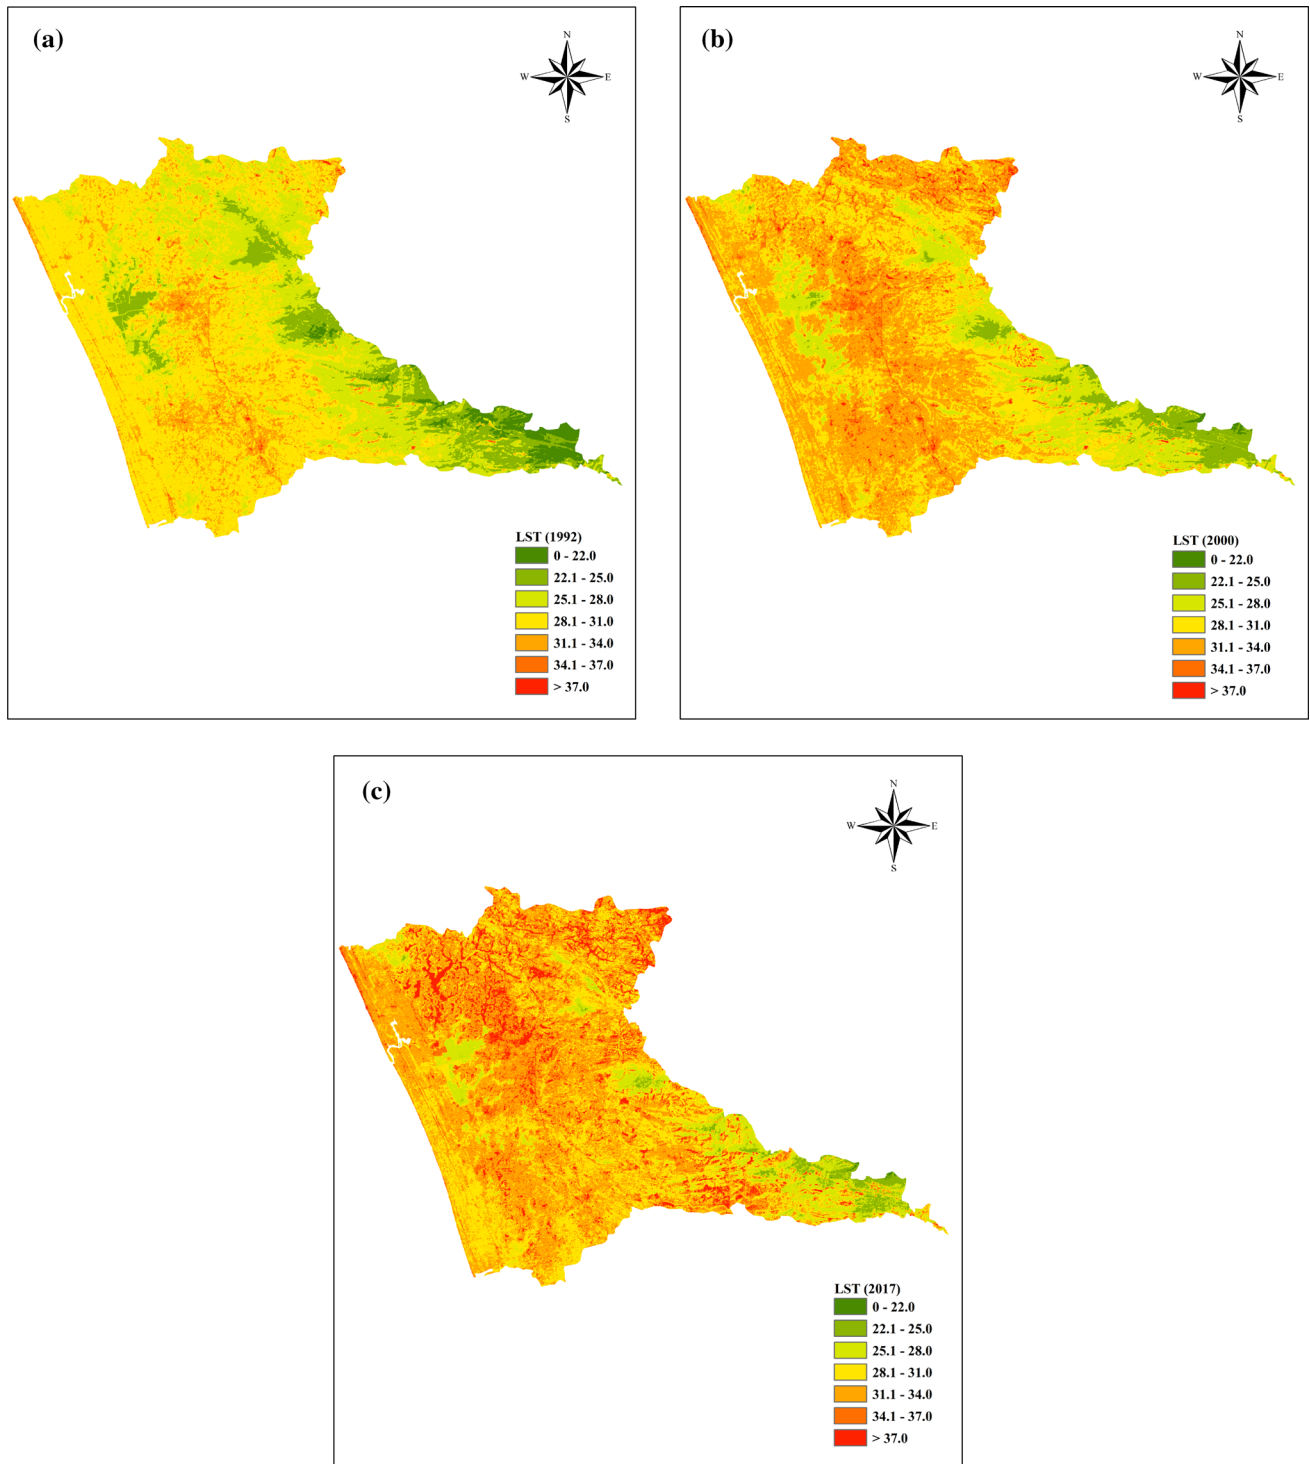 (a)
N
W E
S
LST (1992)
0 - 22.0
22.1 - 25.0
25.1 - 28.0
28.1 - 31.0
31.1 - 34.0
34.1 - 37.0
> 37.0
(b)
N
W E
S
LST (2000)
0 - 22.0
22.1 - 25.0
25.1 - 28.0
28.1 - 31.0
31.1 - 34.0
34.1 - 37.0
> 37.0
(c)
N
W E
S
LST (2017)
0 - 22.0
22.1 - 25.0
25.1 - 28.0
28.1 - 31.0
31.1 - 34.0
34.1 - 37.0
> 37.0